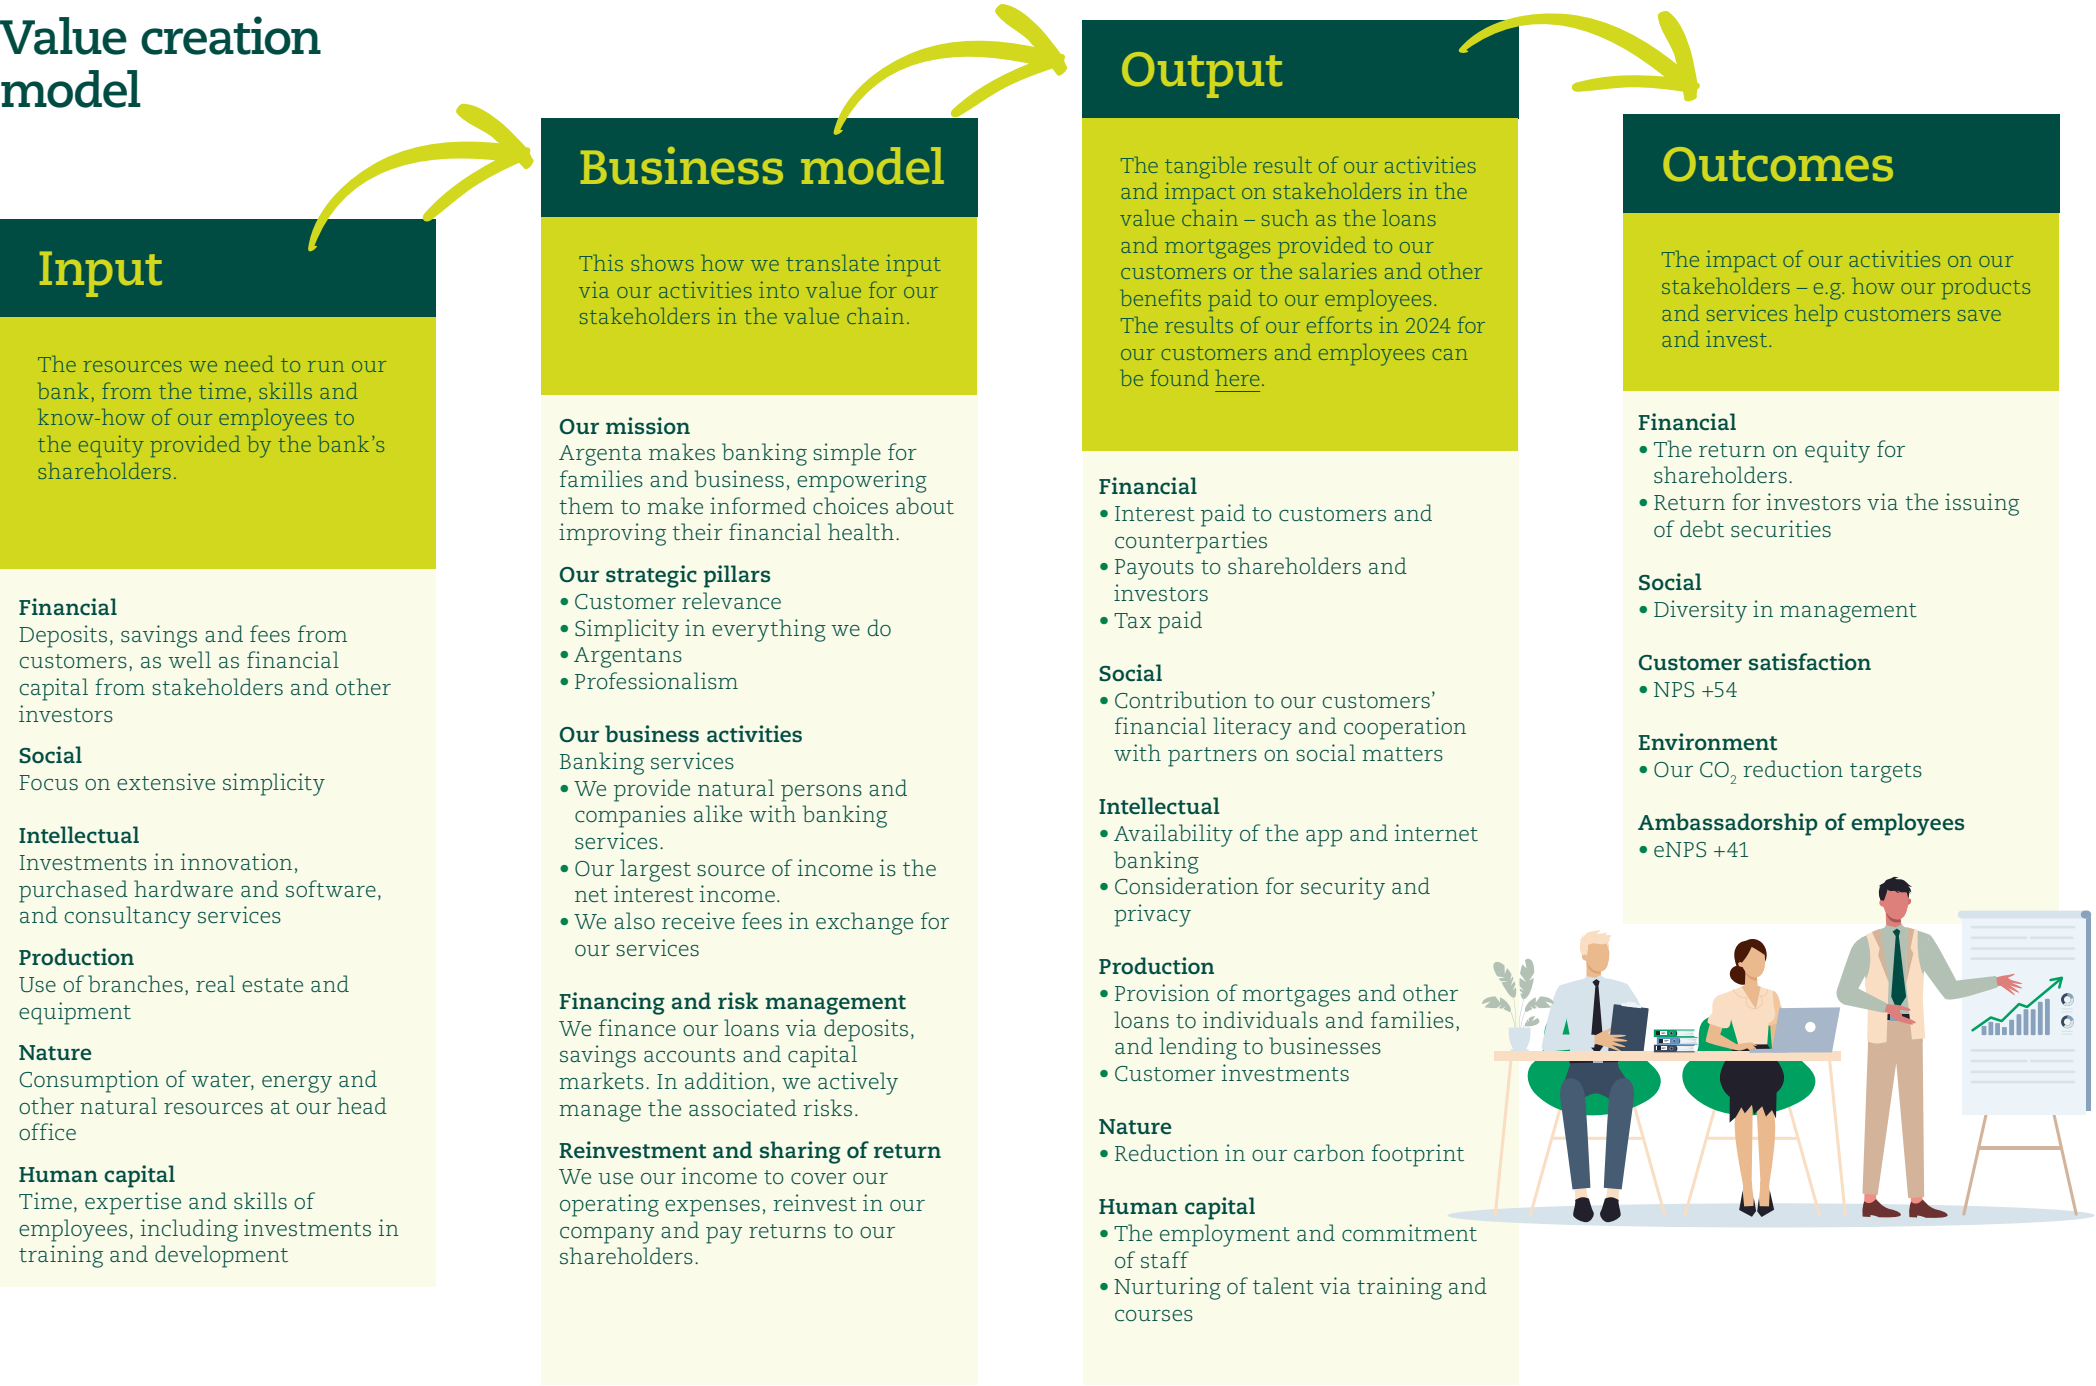 Value creation
model
Input
The resources we need to run our
bank, from the time, skills and
know-how of our employees to
the equity provided by the bank's
shareholders.
Financial
Deposits, savings and fees from
customers, as well as financial
capital from stakeholders and other
investors
Social
Focus on extensive simplicity
Intellectual
Investments in innovation,
purchased hardware and software,
and consultancy services
Production
Use of branches, real estate and
equipment
Nature
Consumption of water, energy and
other natural resources at our head
office
Human capital
Time, expertise and skills of
employees, including investments in
training and development
Business model
This shows how we translate input
via our activities into value for our
stakeholders in the value chain.
Our mission
Argenta makes banking simple for
families and business, empowering
them to make informed choices about
improving their financial health.
Our strategic pillars
• Customer relevance
• Simplicity in everything we do
• Argentans
• Professionalism
Our business activities
Banking services
• We provide natural persons and
companies alike with banking
services.
• Our largest source of income is the
net interest income.
• We also receive fees in exchange for
our services
Financing and risk management
We finance our loans via deposits,
savings accounts and capital
markets. In addition, we actively
manage the associated risks.
Reinvestment and sharing of return
We use our income to cover our
operating expenses, reinvest in our
company and pay returns to our
shareholders.
Output
The tangible result of our activities
and impact on stakeholders in the
value chain – such as the loans
and mortgages provided to our
customers or the salaries and other
benefits paid to our employees.
The results of our efforts in 2024 for
our customers and employees can
be found here.
Financial
• Interest paid to customers and
counterparties
• Payouts to shareholders and
investors
• Tax paid
Social
• Contribution to our customers'
financial literacy and cooperation
with partners on social matters
Intellectual
• Availability of the app and internet
banking
• Consideration for security and
privacy
Production
• Provision of mortgages and other
loans to individuals and families,
and lending to businesses
• Customer investments
Nature
• Reduction in our carbon footprint
Human capital
• The employment and commitment
of staff
• Nurturing of talent via training and
courses
Outcomes
The impact of our activities on our
stakeholders – e.g. how our products
and services help customers save
and invest.
Financial
• The return on equity for
shareholders.
• Return for investors via the issuing
of debt securities
Social
• Diversity in management
Customer satisfaction
• NPS +54
Environment
• Our CO₂ reduction targets
Ambassadorship of employees
• eNPS +41